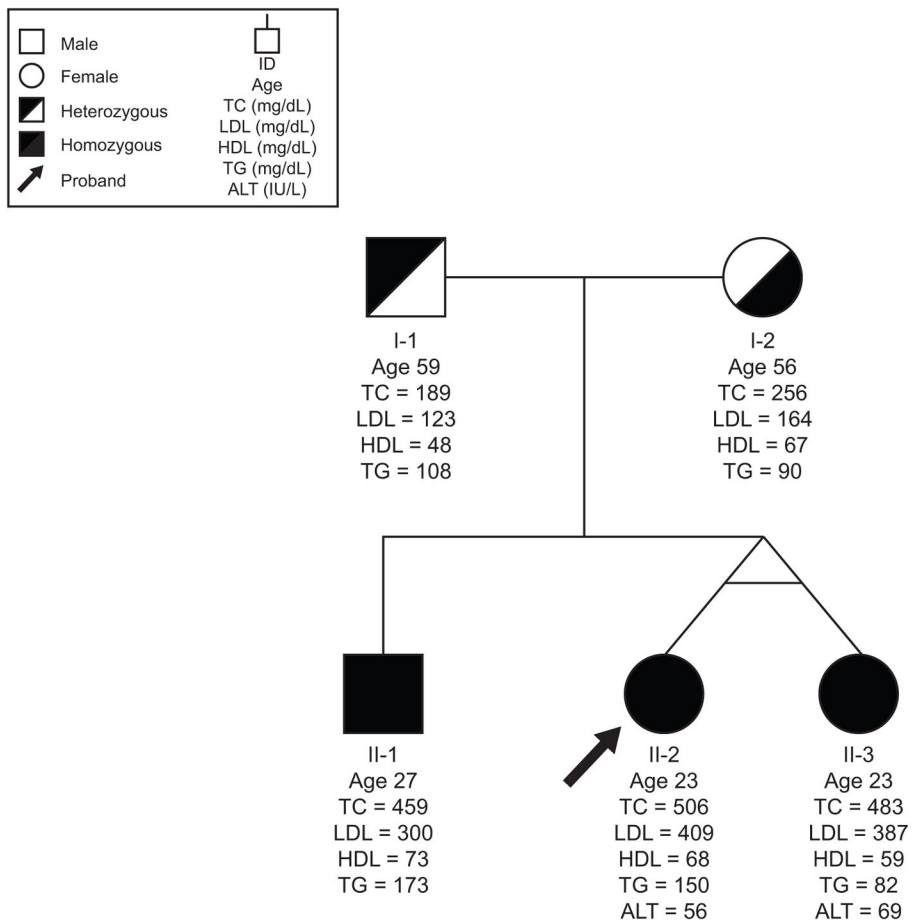 Male
Female
Heterozygous
Homozygous
Proband
ID
Age
TC (mg/dL)
LDL (mg/dL)
HDL (mg/dL)
TG (mg/dL)
ALT (IU/L)
I-1
Age 59
TC = 189
LDL = 123
HDL = 48
TG = 108
I-2
Age 56
TC = 256
LDL = 164
HDL = 67
TG = 90
II-1
Age 27
TC = 459
LDL = 300
HDL = 73
TG = 173
II-2
Age 23
TC = 506
LDL = 409
HDL = 68
TG = 150
ALT = 56
II-3
Age 23
TC = 483
LDL = 387
HDL = 59
TG = 82
ALT = 69